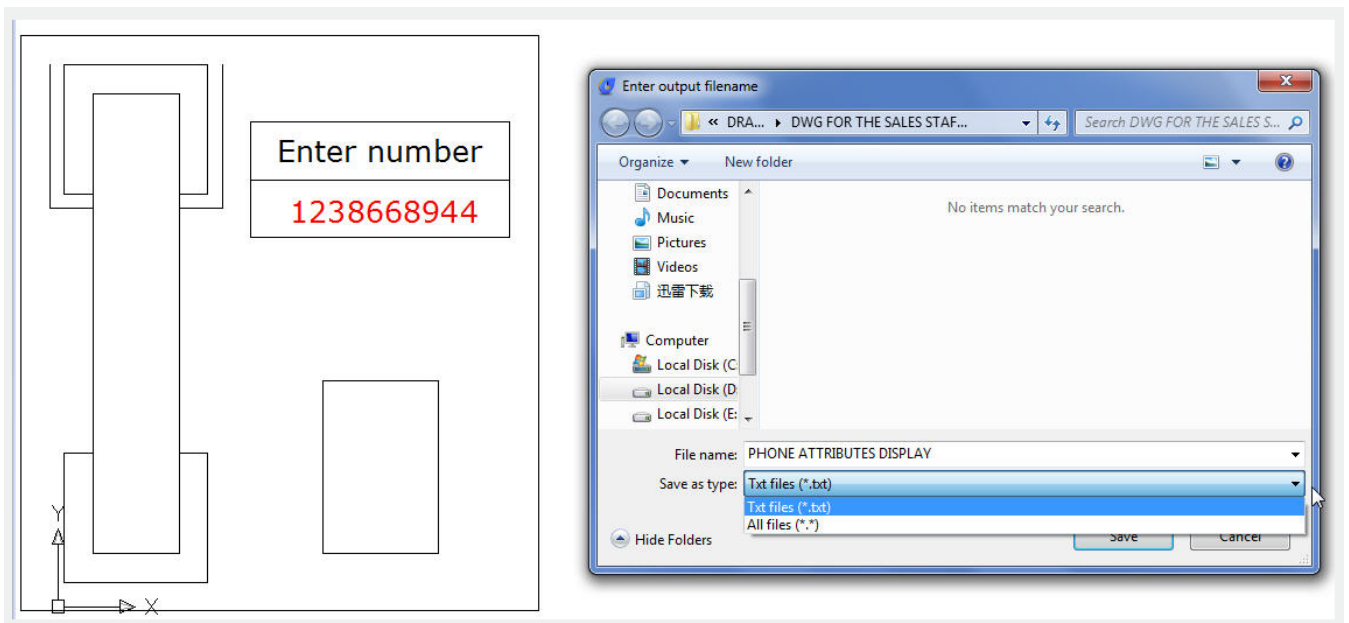 Enter number
1238668944
Y
X
Enter output filename
« DRA... ▸ DWG FOR THE SALES STAF...
Search DWG FOR THE SALES S...
Organize
New folder
Documents
Music
Pictures
Videos
迅雷下载
Computer
Local Disk (C:
Local Disk (D:
Local Disk (E:
No items match your search.
File name: PHONE ATTRIBUTES DISPLAY
Save as type: Txt files (*.txt)
Txt files (*.txt)
All files (*.*)
Hide Folders
Save
Cancel